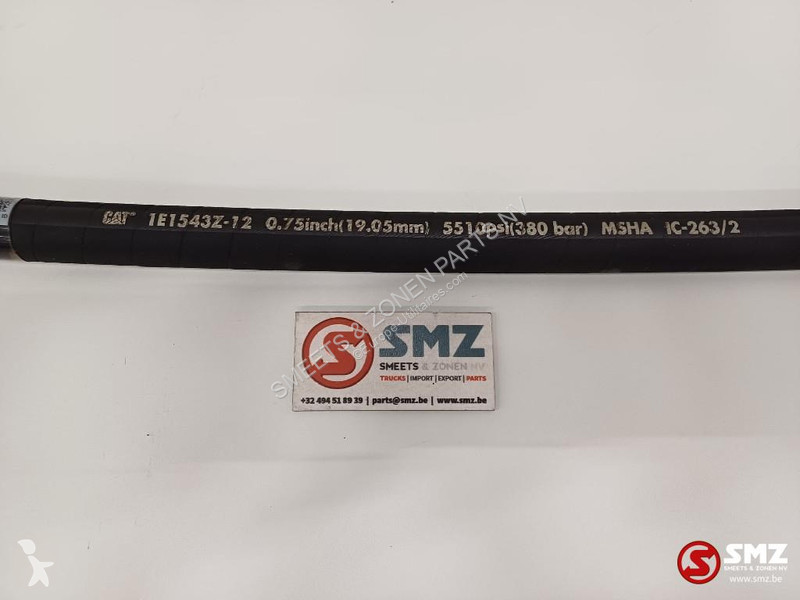 CAT 1E1543Z-12 0.75inch(19.05mm) 5510psi(380 bar) MSHA IC-263/2
SMEETS & ZONEN PARTS NV
SMZ
SMEETS & ZONEN NV
TRUCKS | IMPORT | EXPORT | PARTS
+32 494 51 89 39 | parts@smz.be | www.smz.be
SMZ
SMEETS & ZONEN NV
www.smz.be